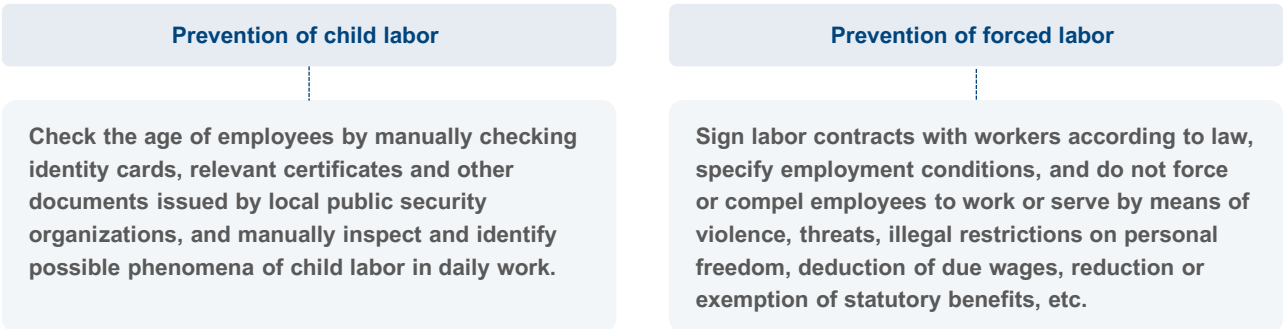 Prevention of child labor
Check the age of employees by manually checking
identity cards, relevant certificates and other
documents issued by local public security
organizations, and manually inspect and identify
possible phenomena of child labor in daily work.
Prevention of forced labor
Sign labor contracts with workers according to law,
specify employment conditions, and do not force
or compel employees to work or serve by means of
violence, threats, illegal restrictions on personal
freedom, deduction of due wages, reduction or
exemption of statutory benefits, etc.